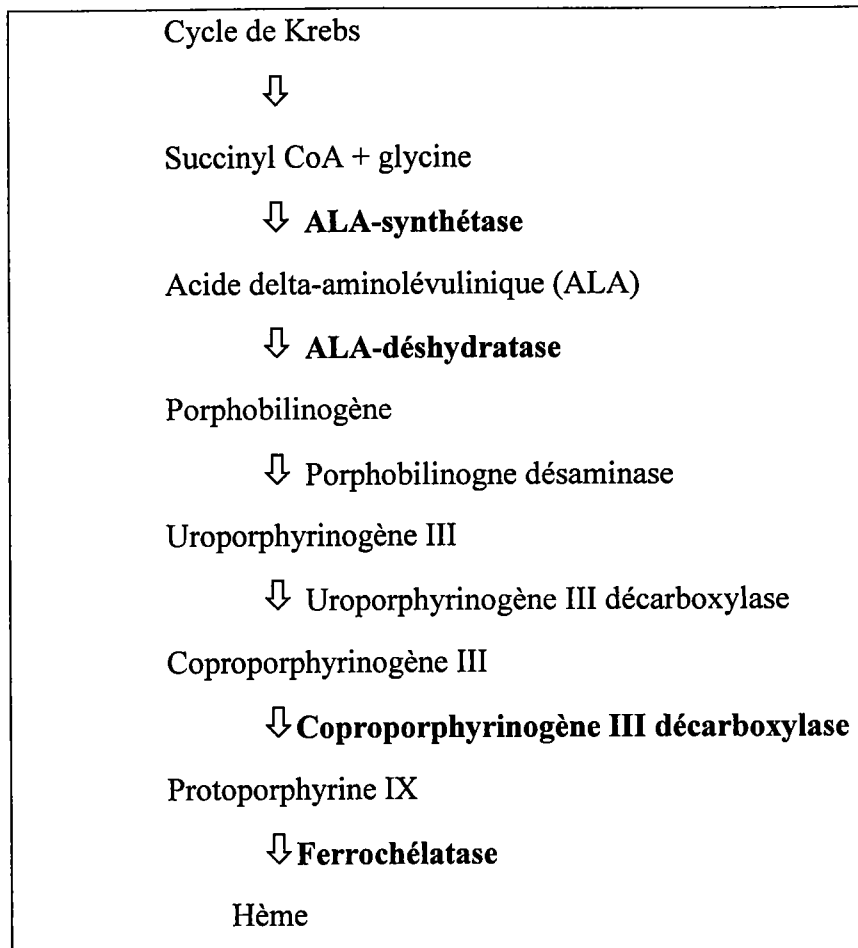 Cycle de Krebs
⇩
Succinyl CoA + glycine
⇩ ALA-synthétase
Acide delta-aminolévulinique (ALA)
⇩ ALA-déshydratase
Porphobilinogène
⇩ Porphobilinogne désaminase
Uroporphyrinogène III
⇩ Uroporphyrinogène III décarboxylase
Coproporphyrinogène III
⇩ Coproporphyrinogène III décarboxylase
Protoporphyrine IX
⇩ Ferrochélatase
Hème